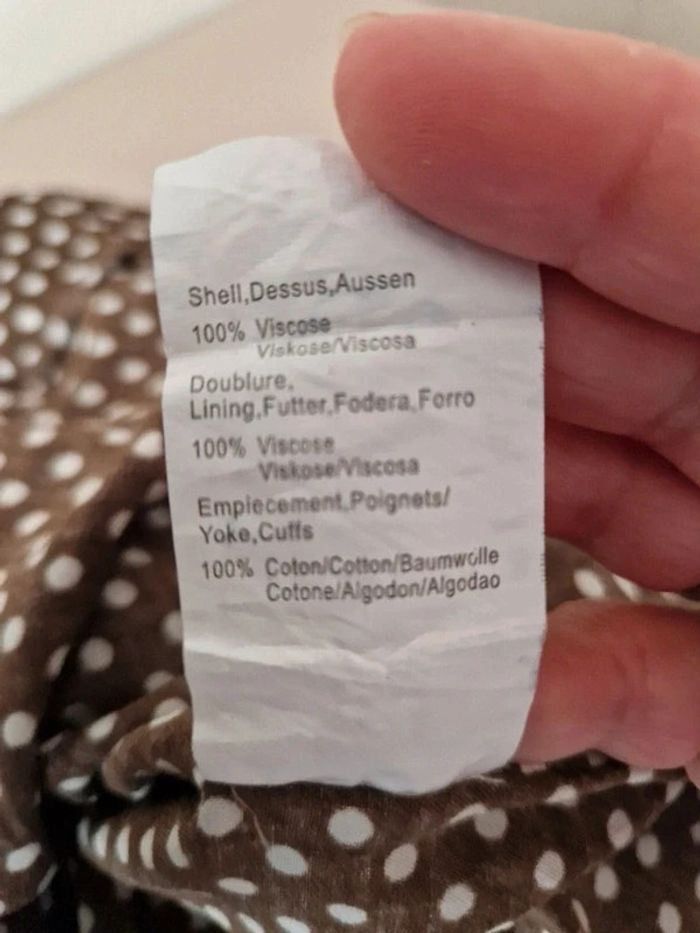 Shell,Dessus,Aussen
100% Viscose
Viskose/Viscosa
Doublure,
Lining,Futter,Fodera,Forro
100% Viscose
Viskose/Viscosa
Empiecement,Poignets/
Yoke,Cuffs
100% Coton/Cotton/Baumwolle
Cotone/Algodon/Algodao